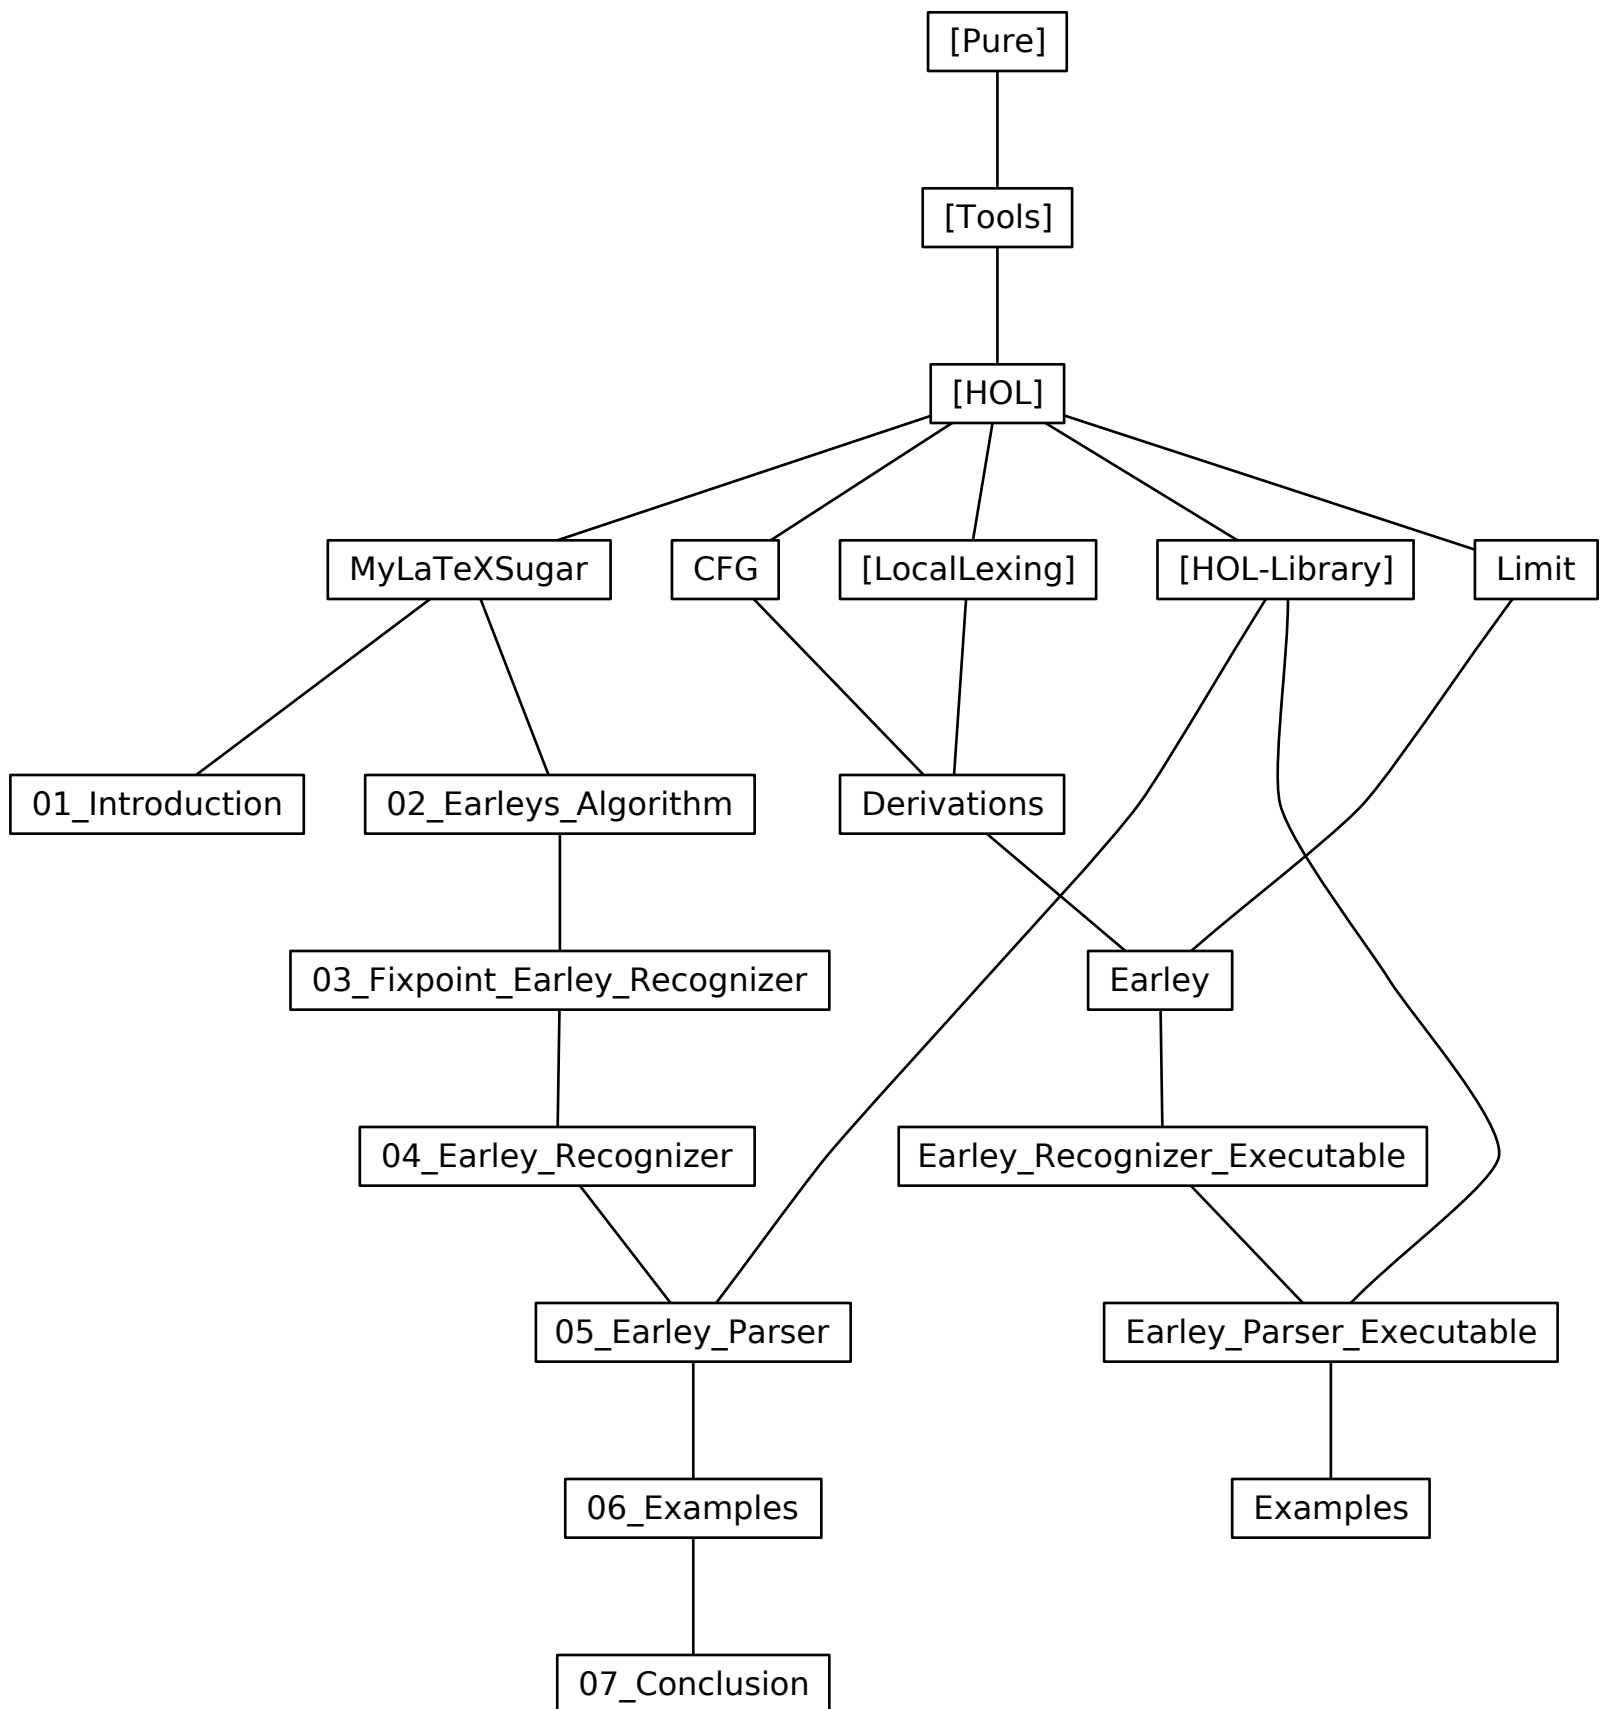 [Pure]
[Tools]
[HOL]
MyLaTeXSugar
CFG
[LocalLexing]
[HOL-Library]
Limit
01_Introduction
02_Earleys_Algorithm
Derivations
03_Fixpoint_Earley_Recognizer
Earley
04_Earley_Recognizer
Earley_Recognizer_Executable
05_Earley_Parser
Earley_Parser_Executable
06_Examples
Examples
07_Conclusion